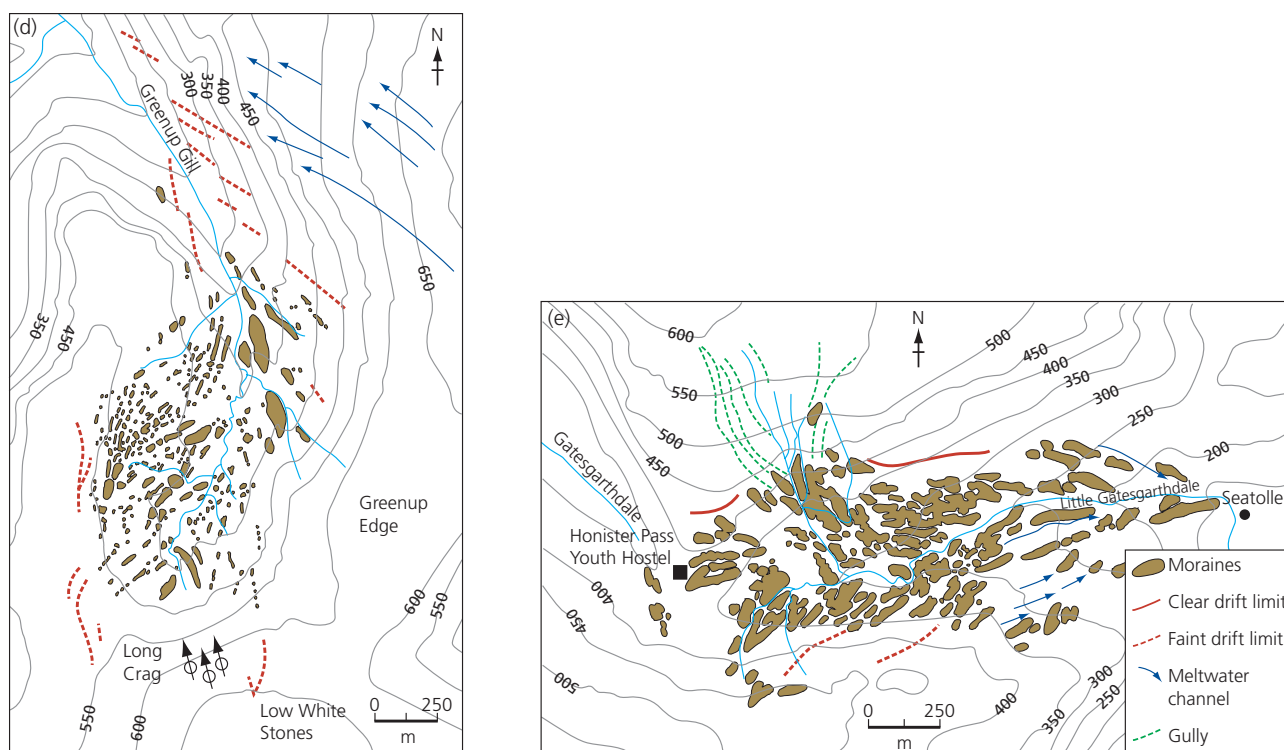 (d)
N
300
350
400
450
Greenup Gill
650
350
450
Greenup
Edge
600
550
Long
Crag
Low White
Stones
550
600
0 250
m
(e)
N
600
550
500
450
500
450
400
350
300
250
200
Gatesgarthdale
Little Gatesgarthdale
Seatoller
Honister Pass
Youth Hostel
400
450
500
400
350
300
250
0 250
m
Moraines
Clear drift limit
Faint drift limit
Meltwater
channel
Gully